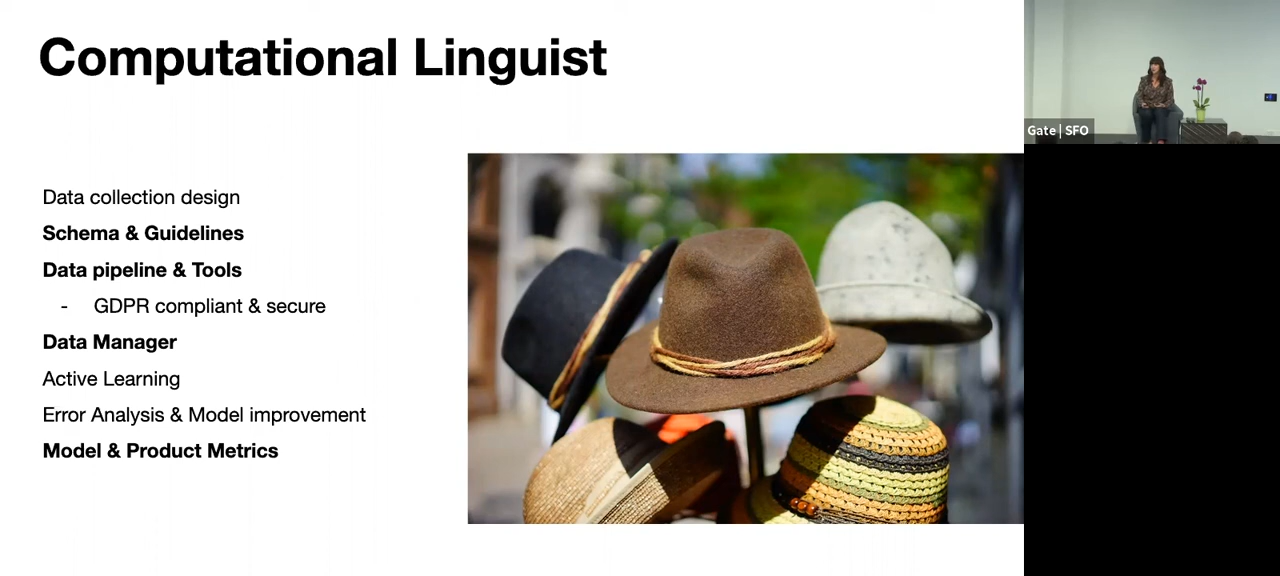 Computational Linguist
Data collection design
Schema & Guidelines
Data pipeline & Tools
- GDPR compliant & secure
Data Manager
Active Learning
Error Analysis & Model improvement
Model & Product Metrics
Gate | SFO